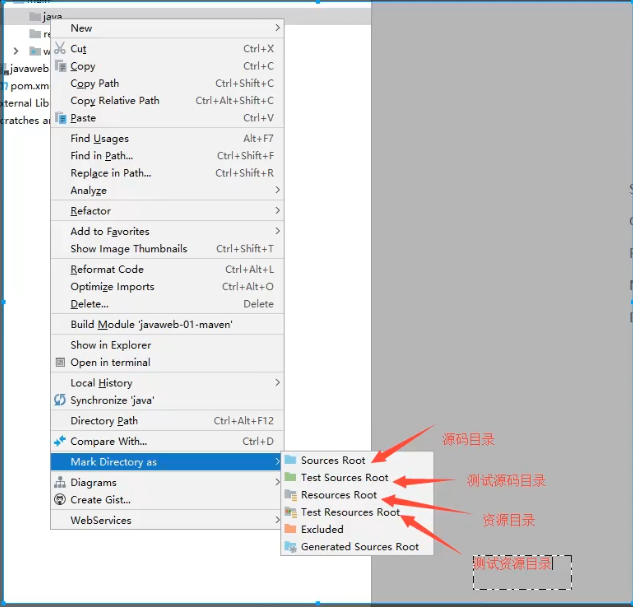 main
java
New
Cut Ctrl+X
Copy Ctrl+C
Copy Path Ctrl+Shift+C
Copy Relative Path Ctrl+Alt+Shift+C
Paste Ctrl+V
Find Usages Alt+F7
Find in Path... Ctrl+Shift+F
Replace in Path... Ctrl+Shift+R
Analyze
Refactor
Add to Favorites
Show Image Thumbnails Ctrl+Shift+T
Reformat Code Ctrl+Alt+L
Optimize Imports Ctrl+Alt+O
Delete... Delete
Build Module 'javaweb-01-maven'
Show in Explorer
Open in terminal
Local History
Synchronize 'java'
Directory Path Ctrl+Alt+F12
Compare With... Ctrl+D
Mark Directory as
Diagrams
Create Gist...
WebServices
re
w
javaweb
pom.xm
xternal Lib
cratches a
Sources Root
Test Sources Root
Resources Root
Test Resources Root
Excluded
Generated Sources Root
源码目录
测试源码目录
资源目录
测试资源目录